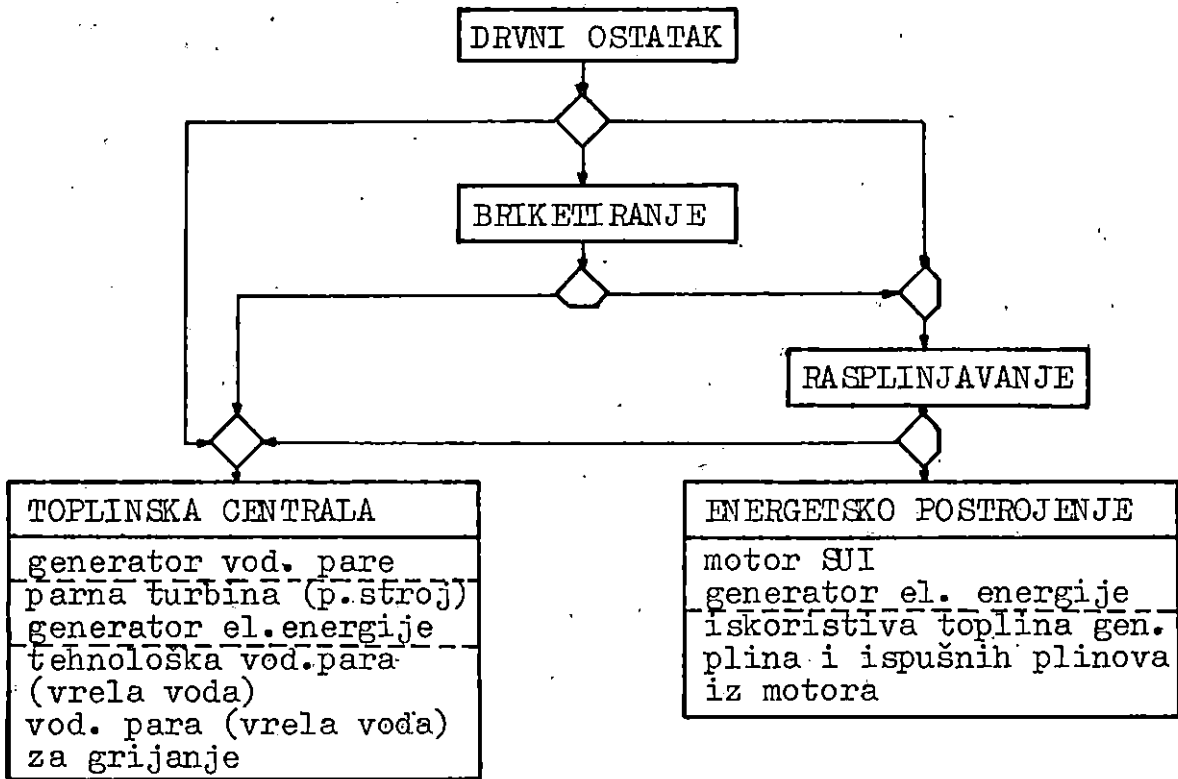 DRVNI OSTATAK
BRIKETIRANJE
RASPLINJAVANJE
TOPLINSKA CENTRALA
generator vod. pare
parna turbina (p.stroj)
generator el.energije
tehnološka vod.para
(vrela voda)
vod. para (vrela voda)
za grijanje
ENERGETSKO POSTROJENJE
motor SUI
generator el. energije
iskoristiva toplina gen.
plina i ispušnih plinova
iz motora